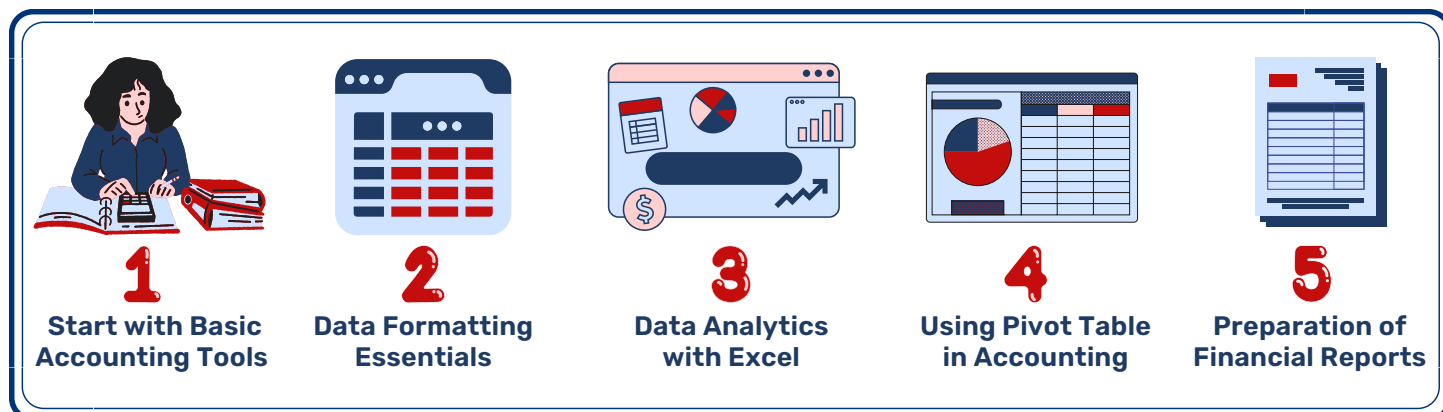 1
Start with Basic
Accounting Tools
2
Data Formatting
Essentials
$
3
Data Analytics
with Excel
4
Using Pivot Table
in Accounting
5
Preparation of
Financial Reports